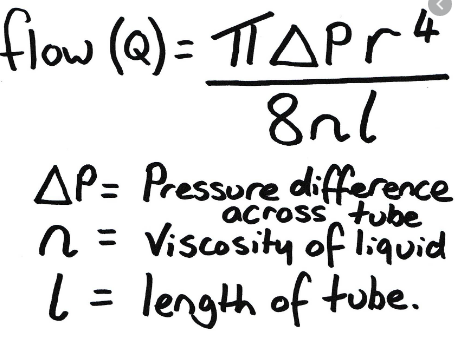 flow (Q) = πΔPr⁴
8nl
ΔP = Pressure difference
across tube
n = Viscosity of liquid
l = length of tube.